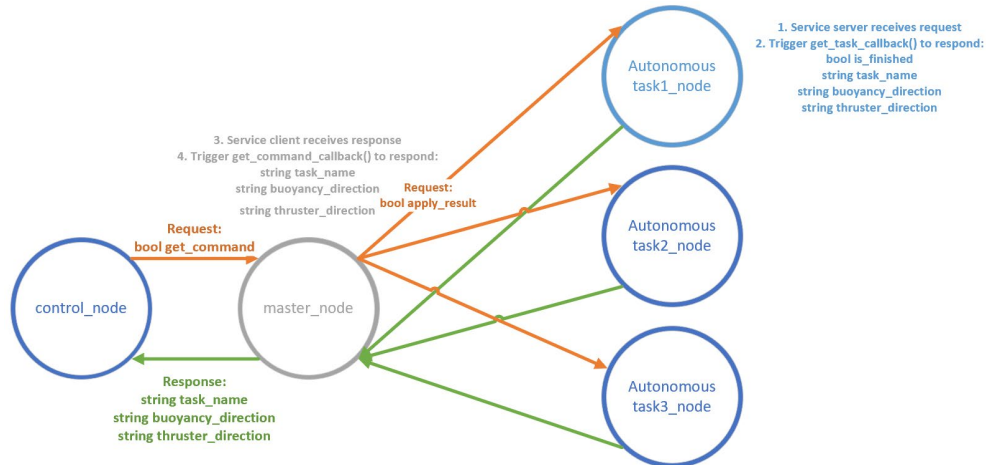 Autonomous
task1_node
1. Service server receives request
2. Trigger get_task_callback() to respond:
bool is_finished
string task_name
string buoyancy_direction
string thruster_direction
3. Service client receives response
4. Trigger get_command_callback() to respond:
string task_name
string buoyancy_direction
string thruster_direction
Request:
bool apply_result
Request:
bool get_command
Autonomous
task2_node
control_node
master_node
Response:
string task_name
string buoyancy_direction
string thruster_direction
Autonomous
task3_node